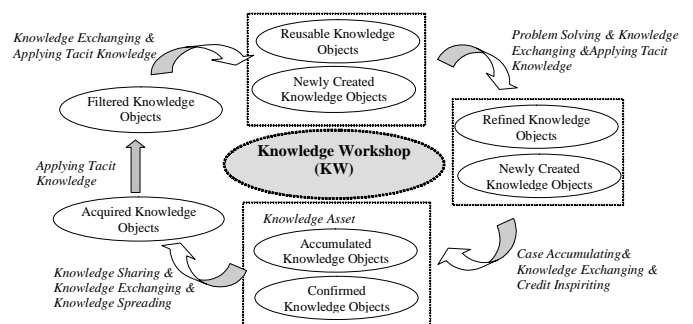 Knowledge Exchanging &
Applying Tacit Knowledge
Reusable Knowledge
Objects
Newly Created
Knowledge Objects
Problem Solving & Knowledge
Exchanging &Applying Tacit
Knowledge
Filtered Knowledge
Objects
Refined Knowledge
Objects
Newly Created
Knowledge Objects
Knowledge Workshop
(KW)
Applying Tacit
Knowledge
Acquired Knowledge
Objects
Knowledge Asset
Accumulated
Knowledge Objects
Confirmed
Knowledge Objects
Knowledge Sharing &
Knowledge Exchanging &
Knowledge Spreading
Case Accumulating&
Knowledge Exchanging &
Credit Inspiriting